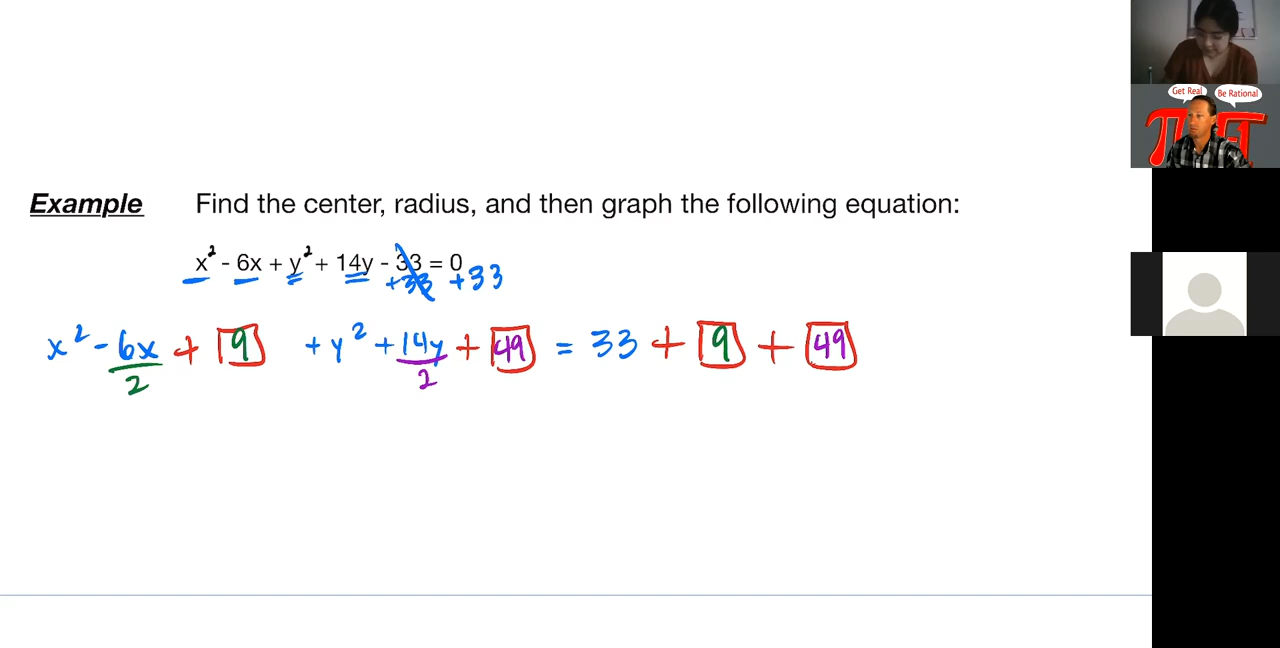 Get Real Be Rational
Example Find the center, radius, and then graph the following equation:
x² - 6x + y² + 14y - 33 = 0
+33 +33
x² - 6x + 9 + y² + 14y + 49 = 33 + 9 + 49
2 2